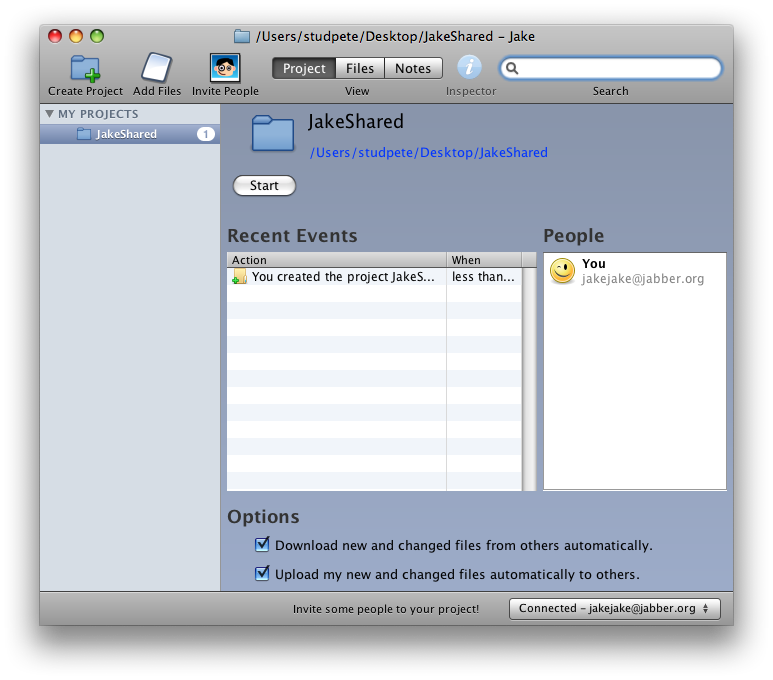 /Users/studpete/Desktop/JakeShared – Jake
Create Project Add Files Invite People Project Files Notes
View Inspector Search
MY PROJECTS
JakeShared 1
JakeShared
/Users/studpete/Desktop/JakeShared
Start
Recent Events
Action When
You created the project JakeS... less than...
People
You
jakejake@jabber.org
Options
Download new and changed files from others automatically.
Upload my new and changed files automatically to others.
Invite some people to your project! Connected – jakejake@jabber.org